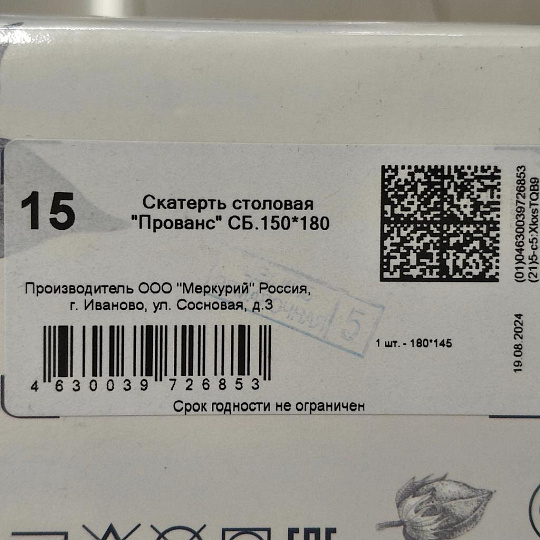 15
Скатерть столовая
"Прованс" СБ.150*180
Производитель ООО "Меркурий" Россия,
г. Иваново, ул. Сосновая, д.3
5
1 шт. - 180*145
4 630039 726853
Срок годности не ограничен
(01)04630039726853
(21)5-c5:XkxsTQB9
19.08.2024